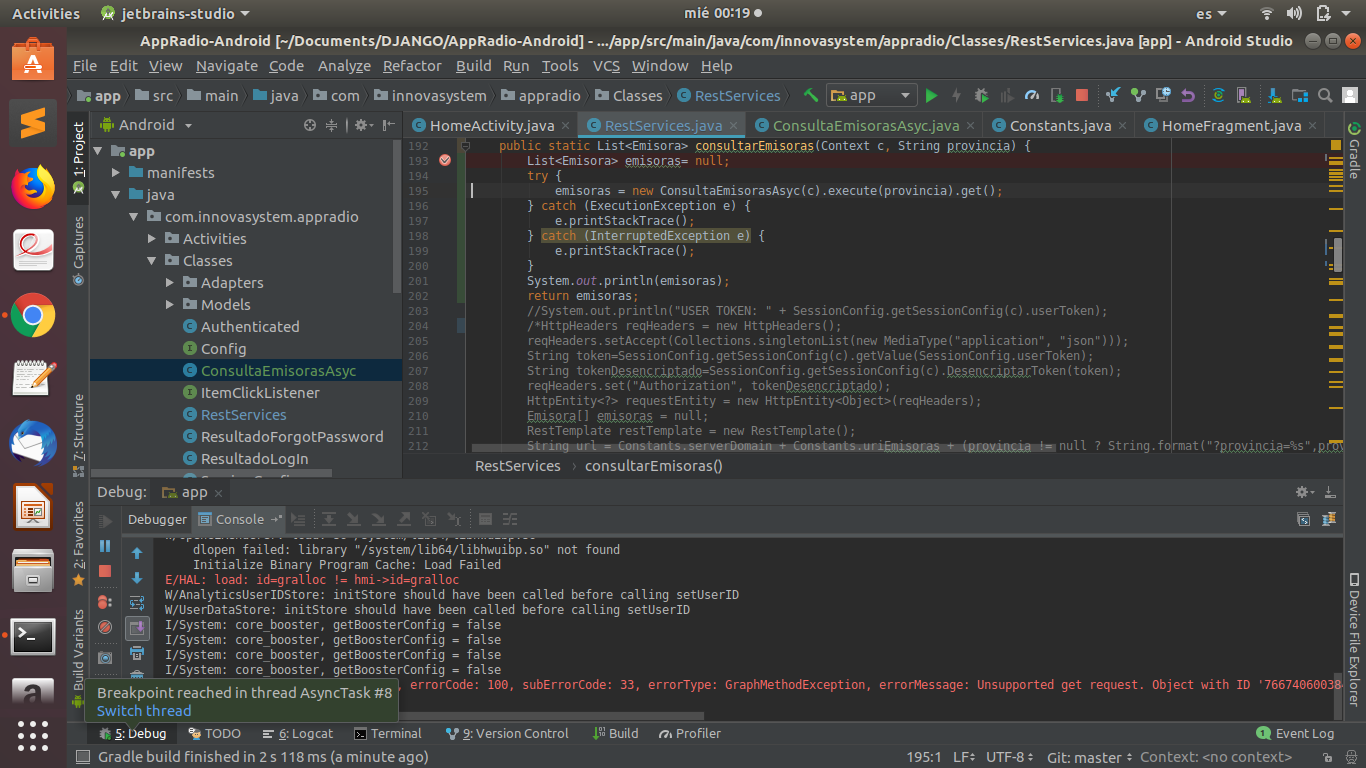 Activities
jetbrains-studio
mié 00:19
es
AppRadio-Android [~/Documents/DJANGO/AppRadio-Android] - .../app/src/main/java/com/innovasystem/appradio/Classes/RestServices.java [app] - Android Studio
File Edit View Navigate Code Analyze Refactor Build Run Tools VCS Window Help
app src main java com innovasystem appradio Classes RestServices
app
Android
HomeActivity.java
RestServices.java
ConsultaEmisorasAsyc.java
Constants.java
HomeFragment.java
1: Project
Captures
7: Structure
2: Favorites
Build Variants
app
manifests
java
com.innovasystem.appradio
Activities
Classes
Adapters
Models
Authenticated
Config
ConsultaEmisorasAsyc
ItemClickListener
RestServices
ResultadoForgotPassword
ResultadoLogIn
192 public static List<Emisora> consultarEmisoras(Context c, String provincia) {
193 List<Emisora> emisoras= null;
194 try {
195 emisoras = new ConsultaEmisorasAsyc(c).execute(provincia).get();
196 } catch (ExecutionException e) {
197 e.printStackTrace();
198 } catch (InterruptedException e) {
199 e.printStackTrace();
200 }
201 System.out.println(emisoras);
202 return emisoras;
203 //System.out.println("USER TOKEN: " + SessionConfig.getSessionConfig(c).userToken);
204 /*HttpHeaders reqHeaders = new HttpHeaders();
205 reqHeaders.setAccept(Collections.singletonList(new MediaType("application", "json")));
206 String token=SessionConfig.getSessionConfig(c).getValue(SessionConfig.userToken);
207 String tokenDesencriptado=SessionConfig.getSessionConfig(c).DesencriptarToken(token);
208 reqHeaders.set("Authorization", tokenDesencriptado);
209 HttpEntity<?> requestEntity = new HttpEntity<Object>(reqHeaders);
210 Emisora[] emisoras = null;
211 RestTemplate restTemplate = new RestTemplate();
212 String url = Constants.serverDomain + Constants.uriEmisoras + (provincia != null ? String.format("?provincia=%s",prov
RestServices consultarEmisoras()
Gradle
Device File Explorer
Debug: app
Debugger Console
dlopen failed: library "/system/lib64/libhwuibp.so" not found
Initialize Binary Program Cache: Load Failed
E/HAL: load: id=gralloc != hmi->id=gralloc
W/AnalyticsUserIDStore: initStore should have been called before calling setUserID
W/UserDataStore: initStore should have been called before calling setUserID
I/System: core_booster, getBoosterConfig = false
I/System: core_booster, getBoosterConfig = false
I/System: core_booster, getBoosterConfig = false
I/System: core_booster, getBoosterConfig = false
, errorCode: 100, subErrorCode: 33, errorType: GraphMethodException, errorMessage: Unsupported get request. Object with ID '766740600384
Breakpoint reached in thread AsyncTask #8
Switch thread
5: Debug TODO 6: Logcat Terminal 9: Version Control Build Profiler 1 Event Log
Gradle build finished in 2 s 118 ms (a minute ago)
195:1 LF UTF-8 Git: master Context: <no context>